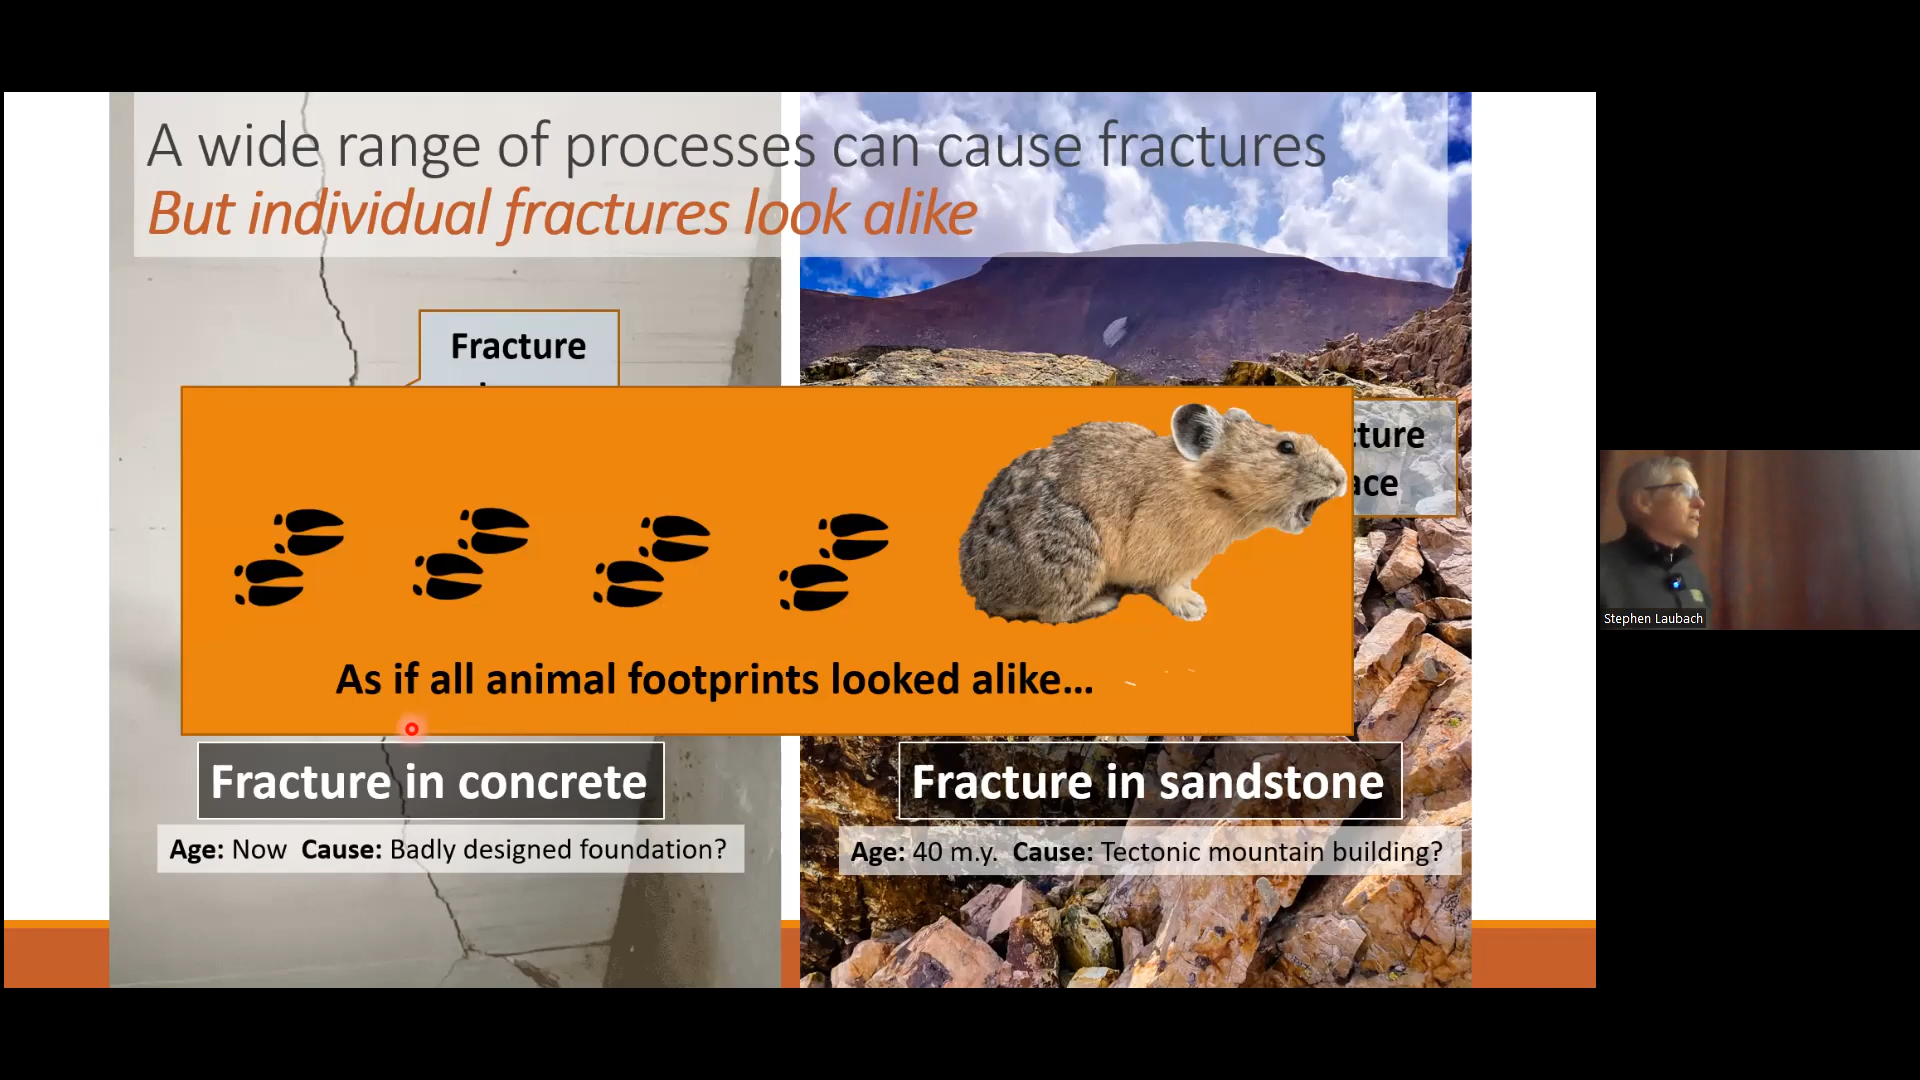 A wide range of processes can cause fractures
But individual fractures look alike
Fracture
As if all animal footprints looked alike...
Fracture in concrete
Age: Now Cause: Badly designed foundation?
Fracture in sandstone
Age: 40 m.y. Cause: Tectonic mountain building?
Stephen Laubach